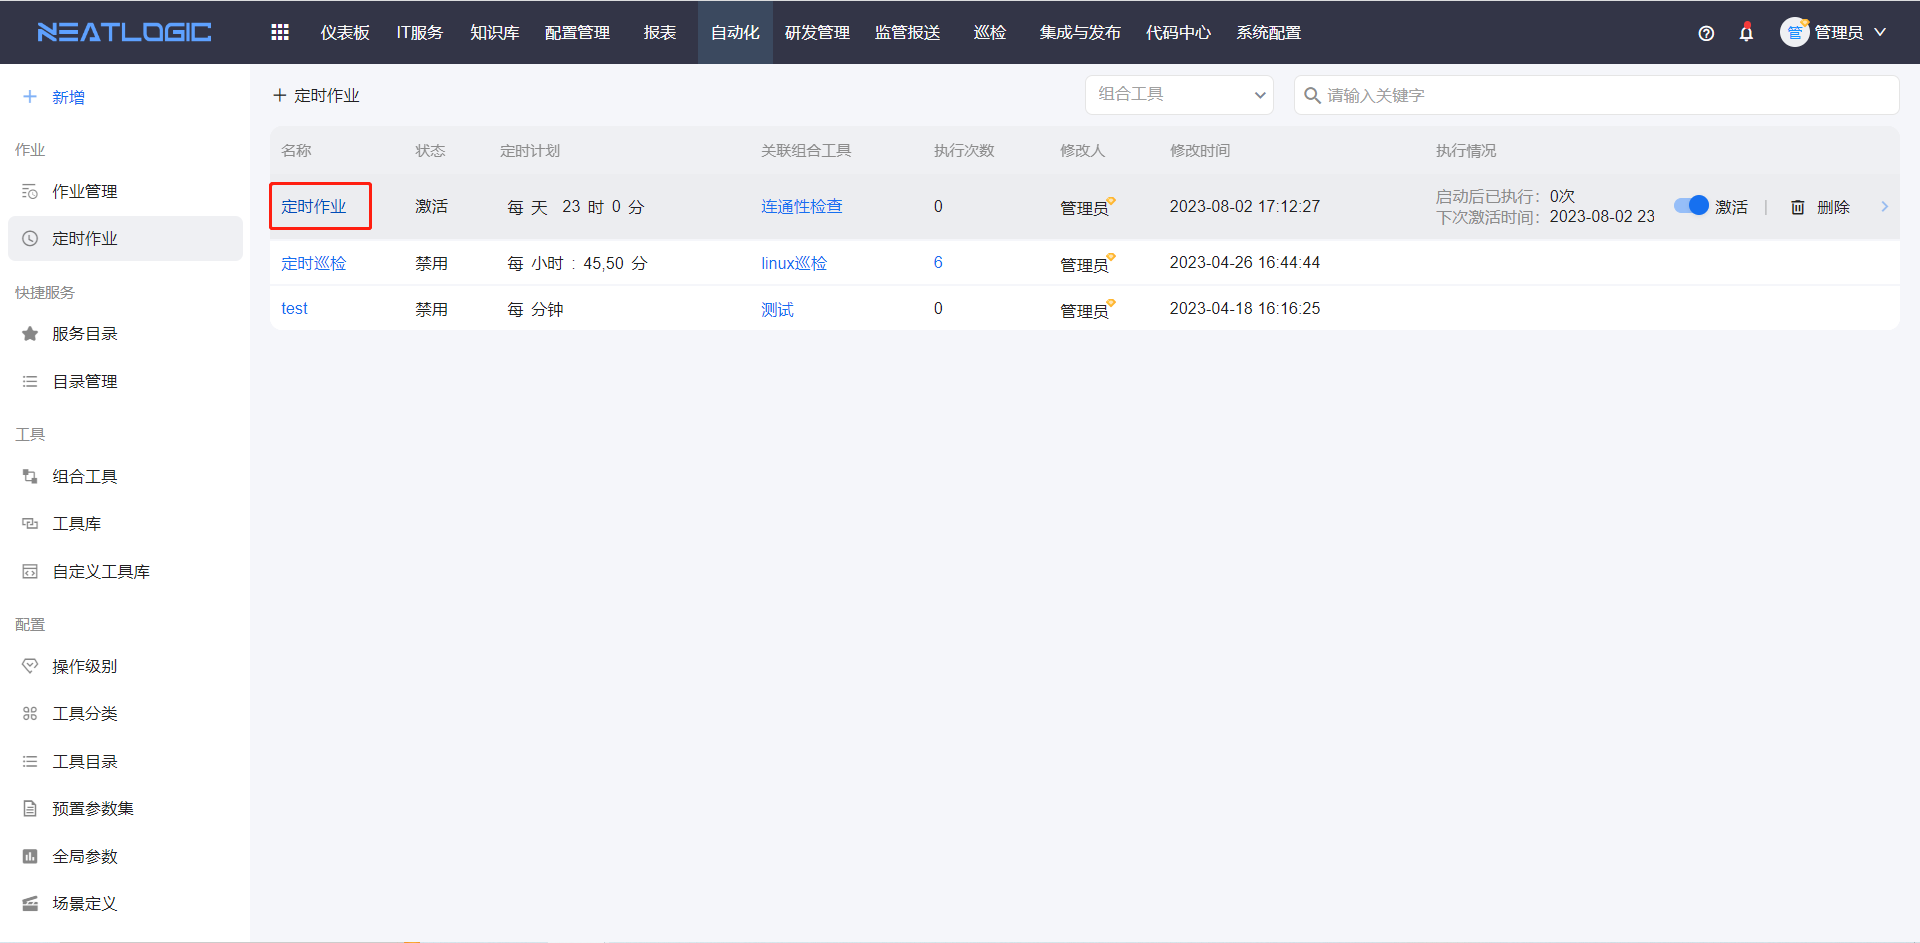 NEATLOGIC 仪表板 IT服务 知识库 配置管理 报表 自动化 研发管理 监管报送 巡检 集成与发布 代码中心 系统配置 管 管理员
新增
作业
作业管理
定时作业
快捷服务
服务目录
目录管理
工具
组合工具
工具库
自定义工具库
配置
操作级别
工具分类
工具目录
预置参数集
全局参数
场景定义
定时作业 组合工具 请输入关键字
名称 状态 定时计划 关联组合工具 执行次数 修改人 修改时间 执行情况
定时作业 激活 每 天 23 时 0 分 连通性检查 0 管理员 2023-08-02 17:12:27 启动后已执行：0次 激活 | 删除
下次激活时间：2023-08-02 23
定时巡检 禁用 每 小时 : 45,50 分 linux巡检 6 管理员 2023-04-26 16:44:44
test 禁用 每 分钟 测试 0 管理员 2023-04-18 16:16:25